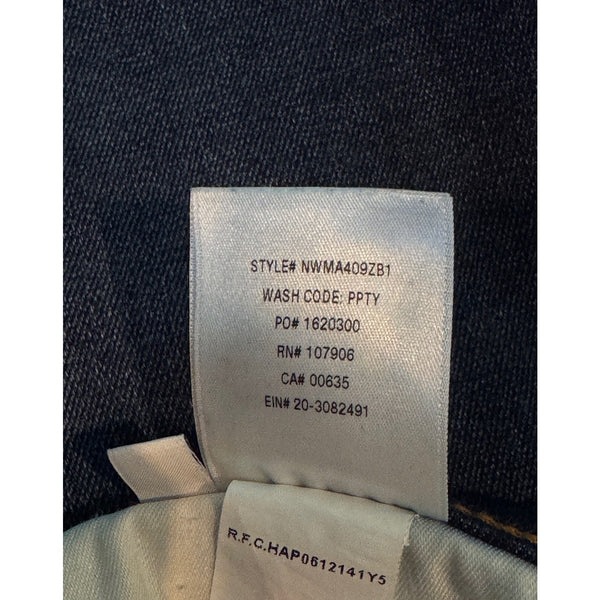 STYLE# NWMA409ZB1
WASH CODE: PPTY
PO# 1620300
RN# 107906
CA# 00635
EIN# 20-3082491
R.F.C.HAP0612141Y5